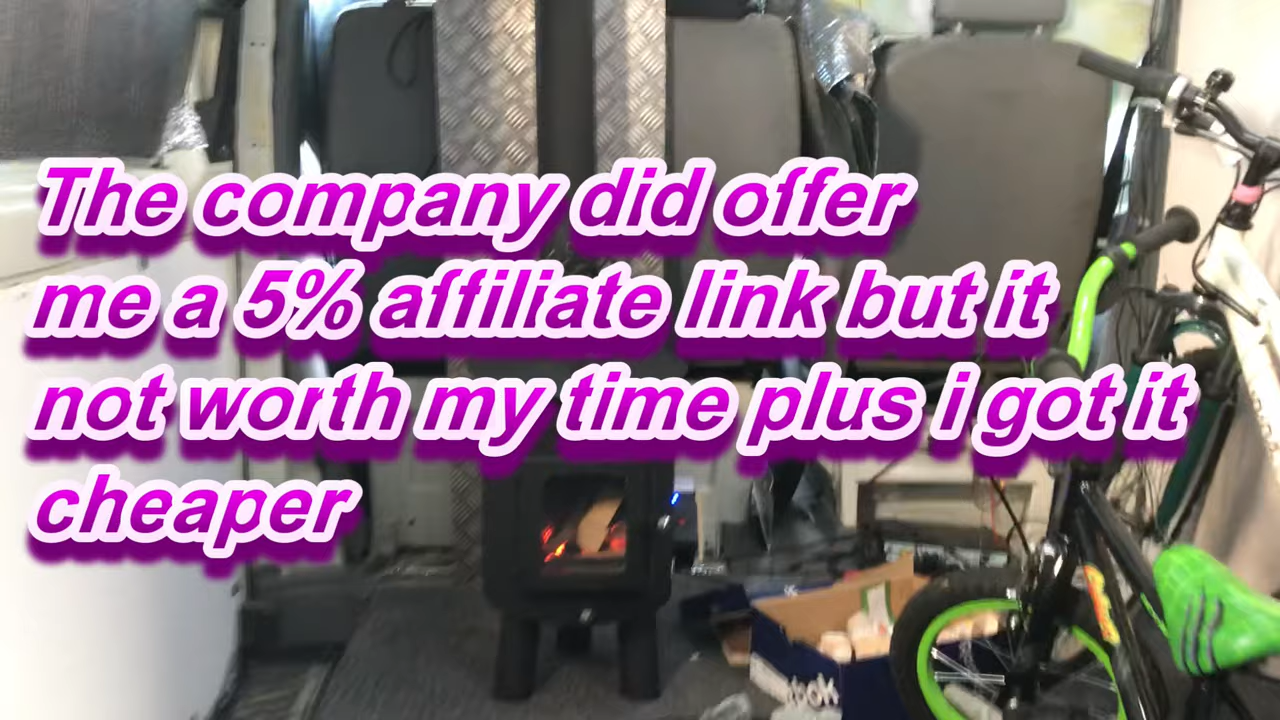 The company did offer
me a 5% affiliate link but it
not worth my time plus i got it
cheaper